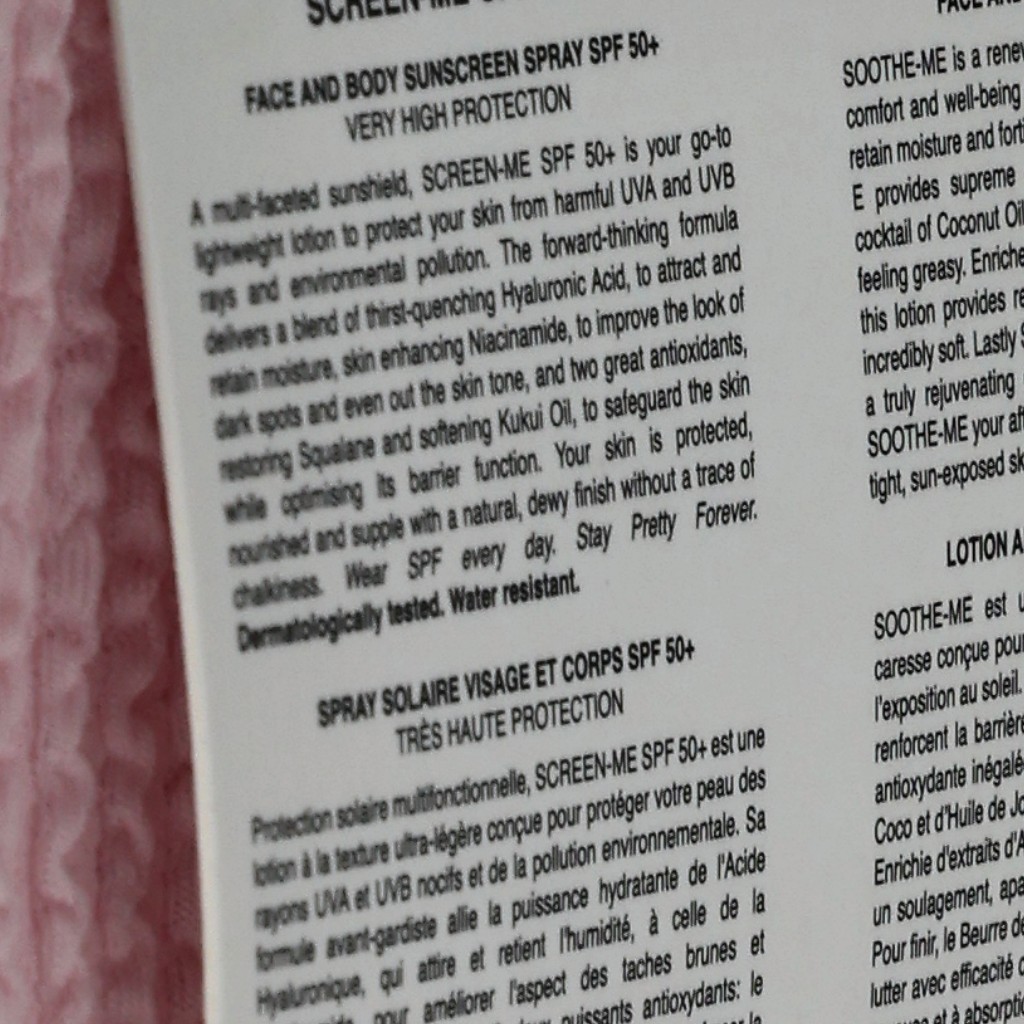 SCREEN-ME
FACE AND BODY SUNSCREEN SPRAY SPF 50+
VERY HIGH PROTECTION
A multi-faceted sunshield, SCREEN-ME SPF 50+ is your go-to
lightweight lotion to protect your skin from harmful UVA and UVB
rays and environmental pollution. The forward-thinking formula
delivers a blend of thirst-quenching Hyaluronic Acid, to attract and
retain moisture, skin enhancing Niacinamide, to improve the look of
dark spots and even out the skin tone, and two great antioxidants,
restoring Squalane and softening Kukui Oil, to safeguard the skin
while optimising its barrier function. Your skin is protected,
nourished and supple with a natural, dewy finish without a trace of
chalkiness. Wear SPF every day. Stay Pretty Forever.
Dermatologically tested. Water resistant.
SPRAY SOLAIRE VISAGE ET CORPS SPF 50+
TRÈS HAUTE PROTECTION
Protection solaire multifonctionnelle, SCREEN-ME SPF 50+ est une
lotion à la texture ultra-légère conçue pour protéger votre peau des
rayons UVA et UVB nocifs et de la pollution environnementale. Sa
formule avant-gardiste allie la puissance hydratante de l'Acide
Hyaluronique, qui attire et retient l'humidité, à celle de la
pour améliorer l'aspect des taches brunes et
puissants antioxydants: le
FACE
SOOTHE-ME is a
comfort and well-being
retain moisture and
E provides supreme
cocktail of Coconut Oil
feeling greasy.
this lotion provides
incredibly soft. Lastly
a truly rejuvenating
SOOTHE-ME your
tight, sun-exposed
LOTION
SOOTHE-ME est
caresse conçue pour
l'exposition au soleil.
renforcent la
antioxydante
Coco et d'Huile de
Enrichie d'extraits
un soulagement,
Pour finir, le Beurre
lutter avec efficacité
et à